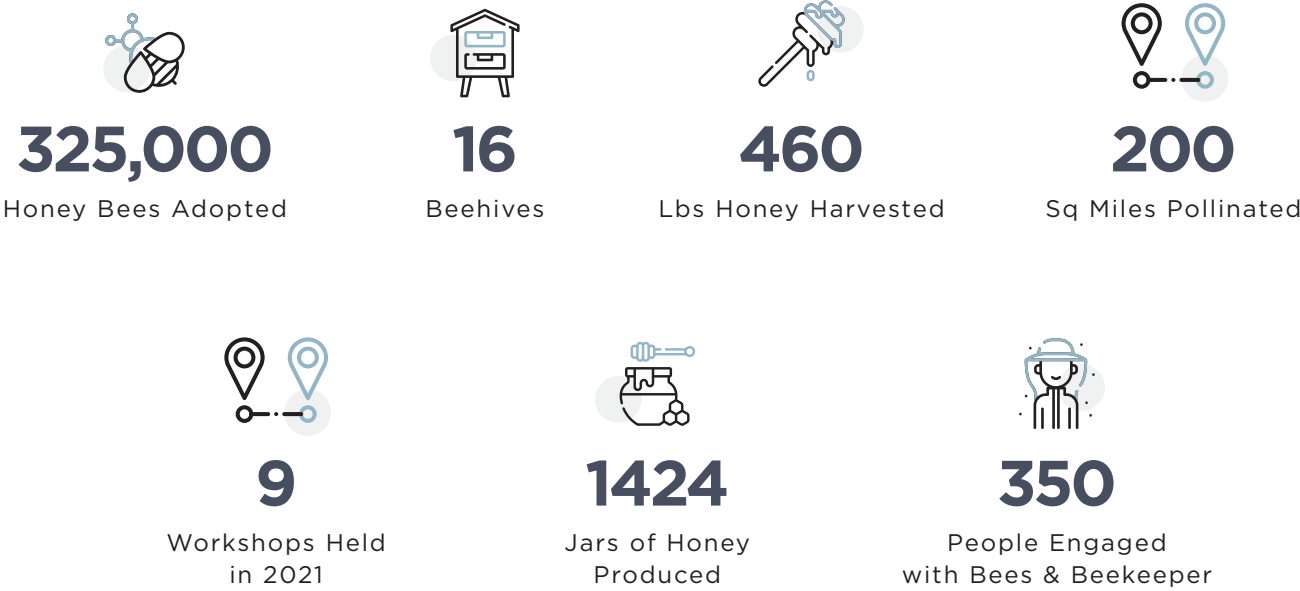 325,000
Honey Bees Adopted
16
Beehives
460
Lbs Honey Harvested
200
Sq Miles Pollinated
9
Workshops Held
in 2021
1424
Jars of Honey
Produced
350
People Engaged
with Bees & Beekeeper